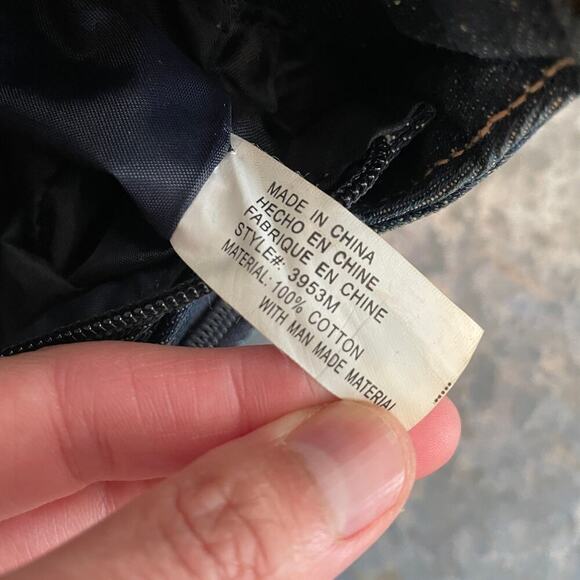 MADE IN CHINA
HECHO EN CHINE
FABRIQUE EN CHINE
STYLE#: 3953M
MATERIAL: 100% COTTON
WITH MAN MADE MATERIAL